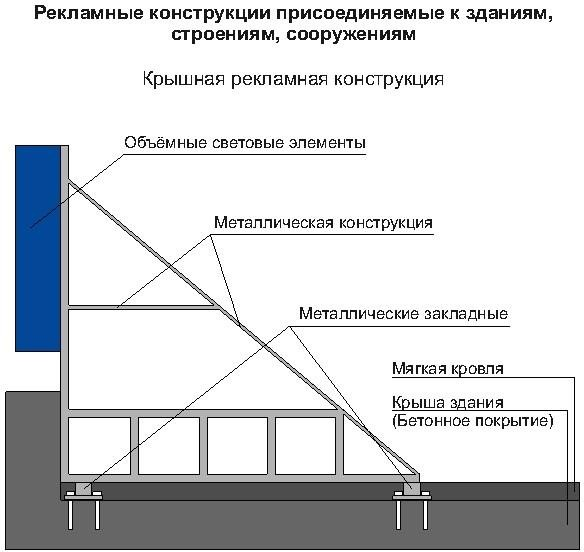 Рекламные конструкции присоединяемые к зданиям,
строениям, сооружениям
Крышная рекламная конструкция
Объёмные световые элементы
Металлическая конструкция
Металлические закладные
Мягкая кровля
Крыша здания
(Бетонное покрытие)